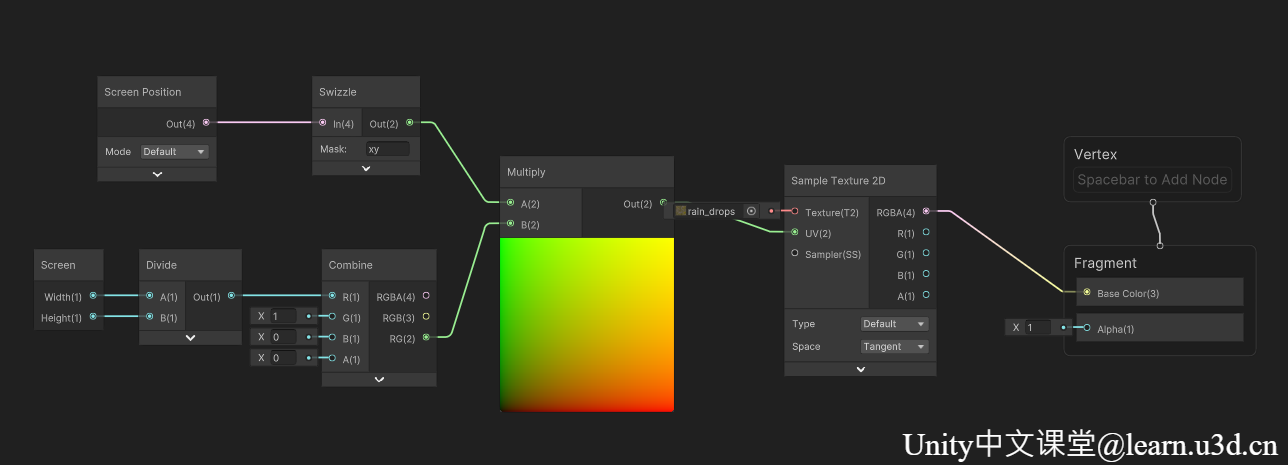 Screen Position
Out(4)
Mode Default
Swizzle
In(4) Out(2)
Mask: xy
Screen
Width(1)
Height(1)
Divide
A(1) Out(1)
B(1)
Combine
R(1) RGBA(4)
X 1 G(1) RGB(3)
X 0 B(1) RG(2)
X 0 A(1)
Multiply
A(2) Out(2)
B(2)
rain_drops
Sample Texture 2D
Texture(T2) RGBA(4)
UV(2) R(1)
Sampler(SS) G(1)
B(1)
A(1)
Type Default
Space Tangent
Vertex
Spacebar to Add Node
Fragment
Base Color(3)
X 1 Alpha(1)
Unity中文课堂@learn.u3d.cn